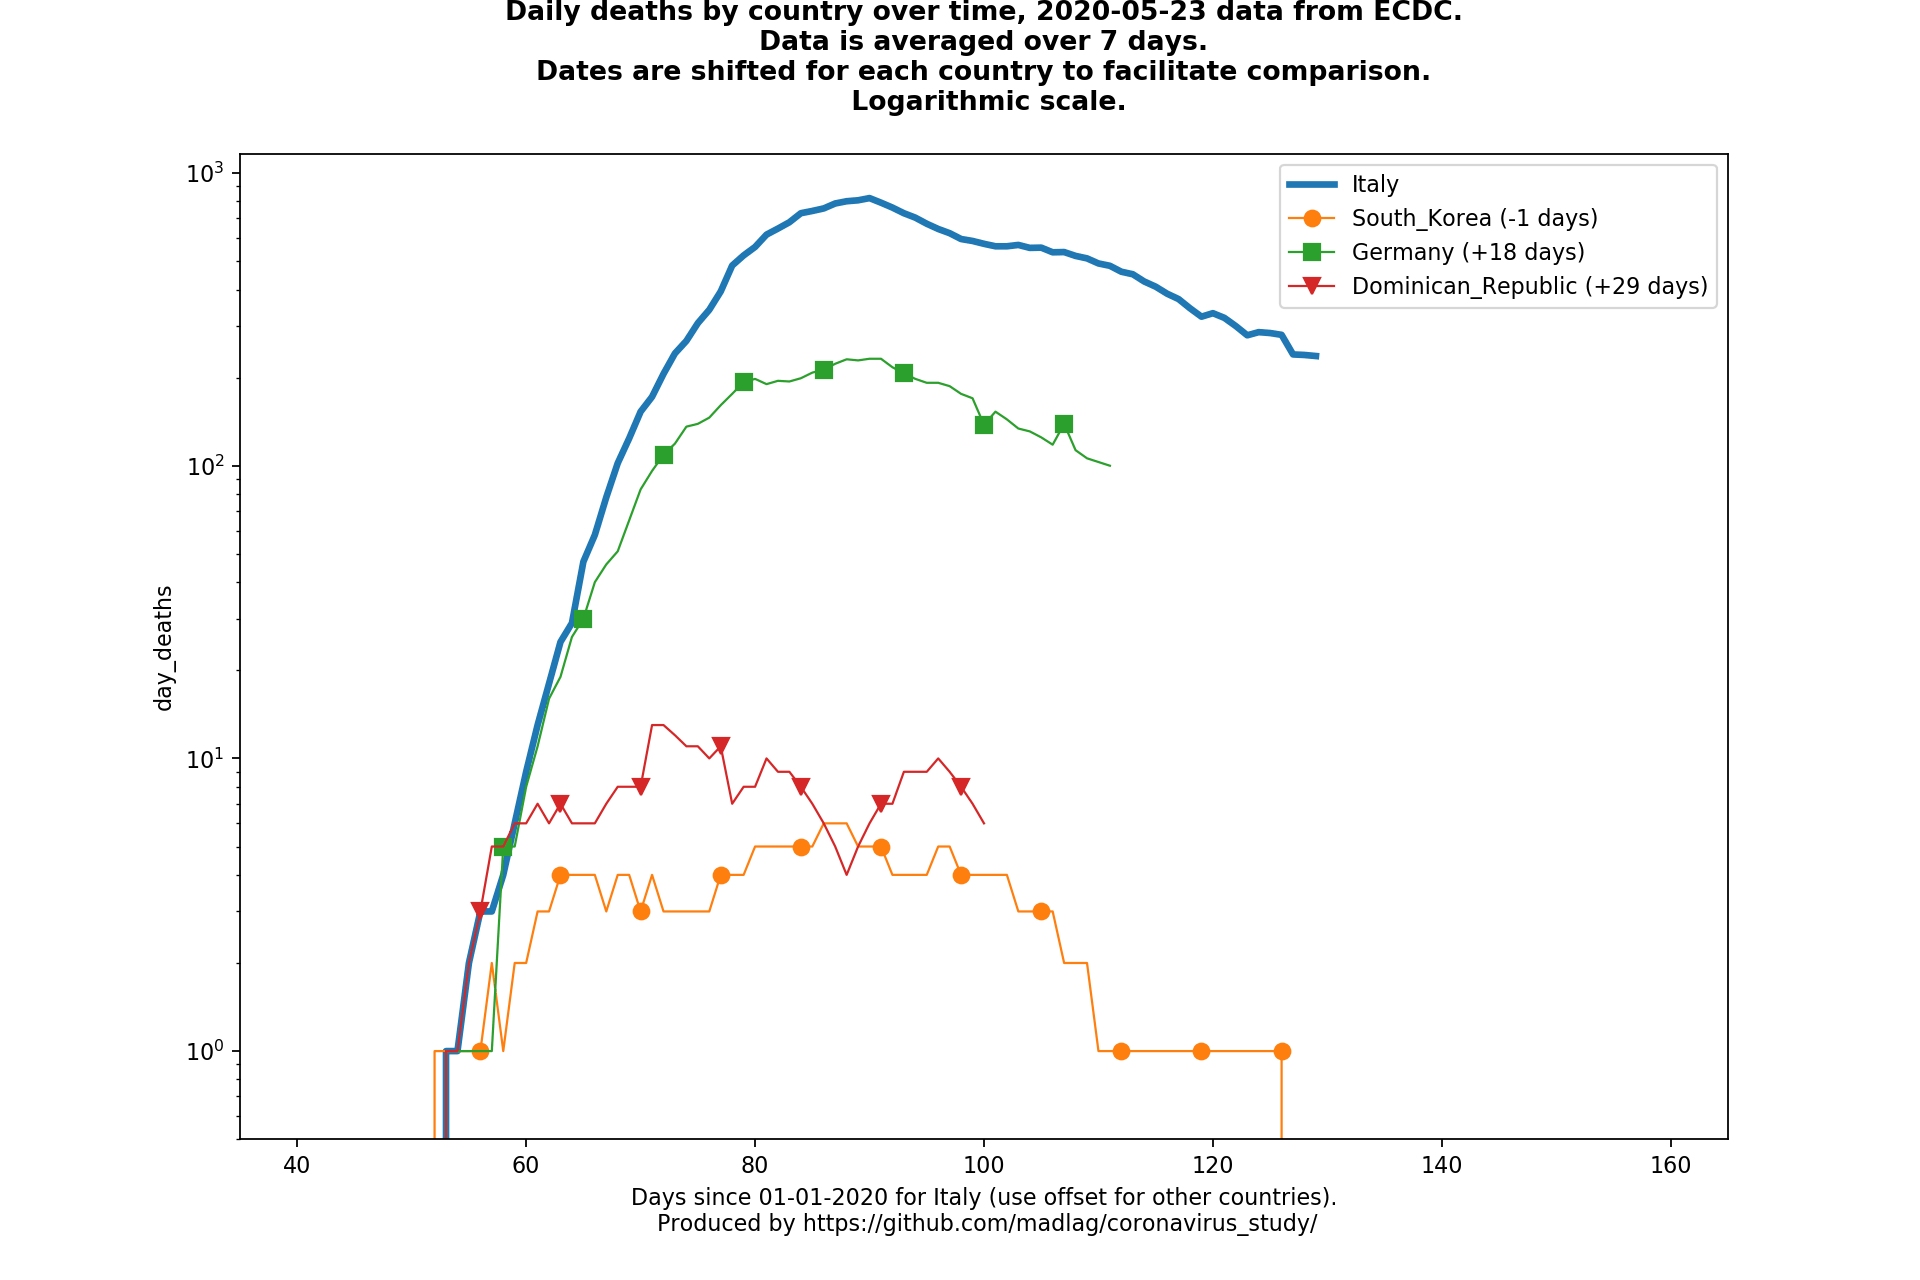 Daily deaths by country over time, 2020-05-23 data from ECDC.
Data is averaged over 7 days.
Dates are shifted for each country to facilitate comparison.
Logarithmic scale.
10³
10²
10¹
10⁰
day_deaths
Italy
South_Korea (-1 days)
Germany (+18 days)
Dominican_Republic (+29 days)
40 60 80 100 120 140 160
Days since 01-01-2020 for Italy (use offset for other countries).
Produced by https://github.com/madlag/coronavirus_study/